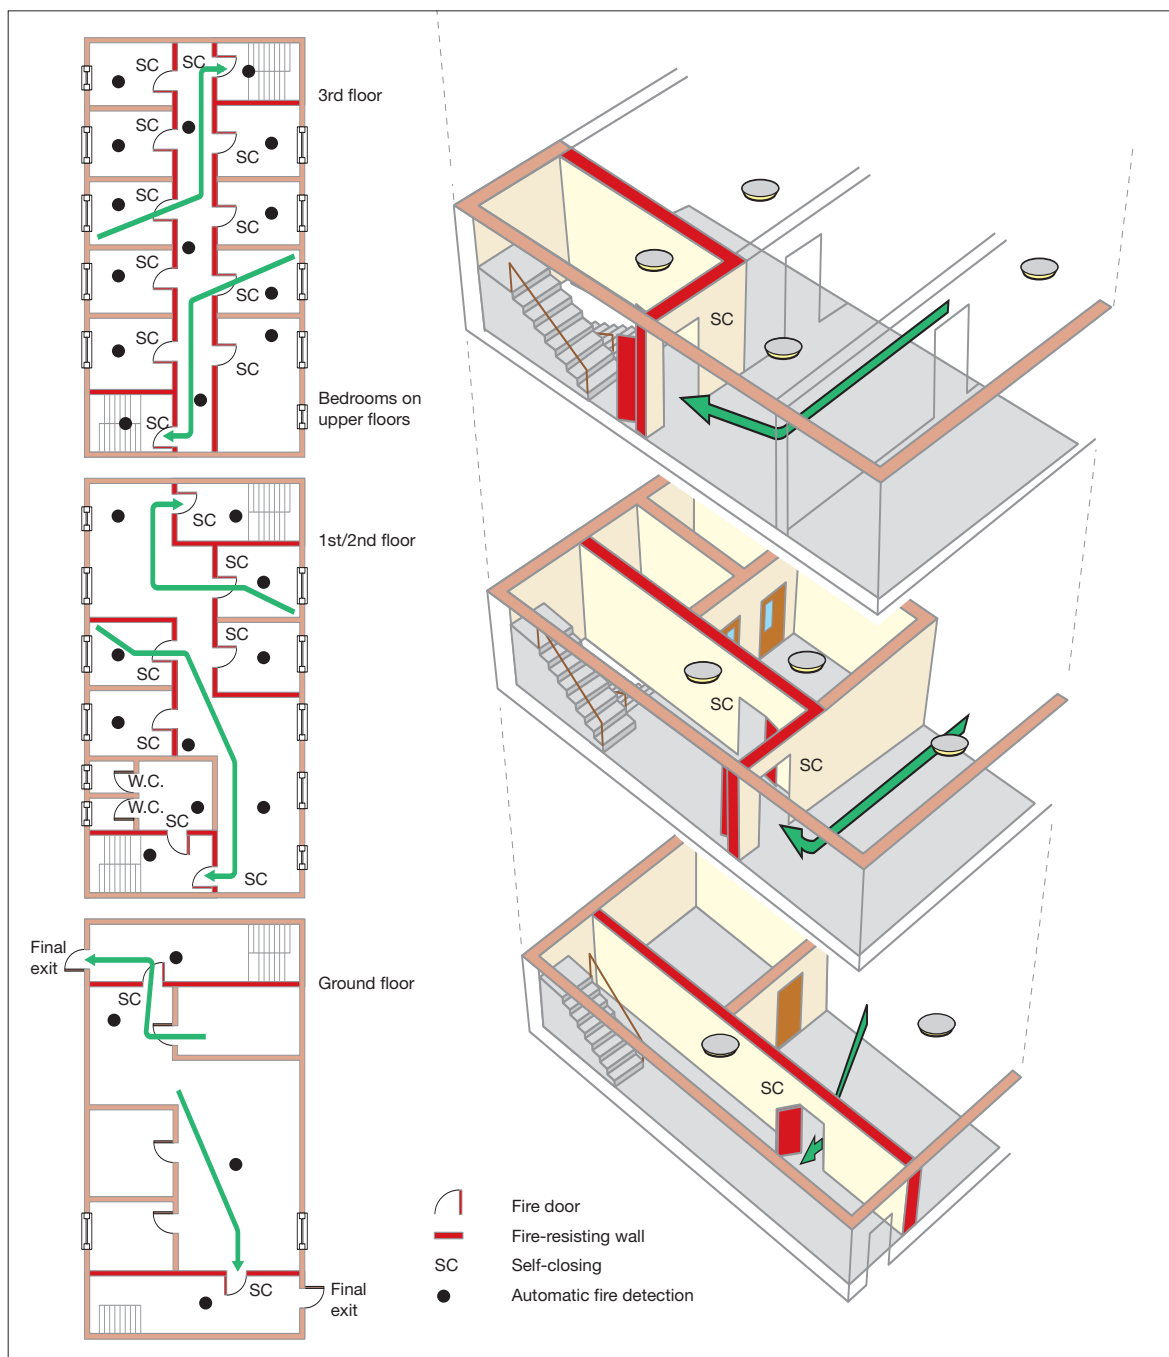 SC
SC
3rd floor
SC
SC
SC
SC
SC
SC
SC
SC
SC
Bedrooms on
upper floors
SC
SC
1st/2nd floor
SC
SC
SC
SC
W.C.
W.C.
SC
SC
Final
exit
Ground floor
SC
SC
Final
exit
SC
SC
SC
SC
Fire door
Fire-resisting wall
SC
Self-closing
Automatic fire detection